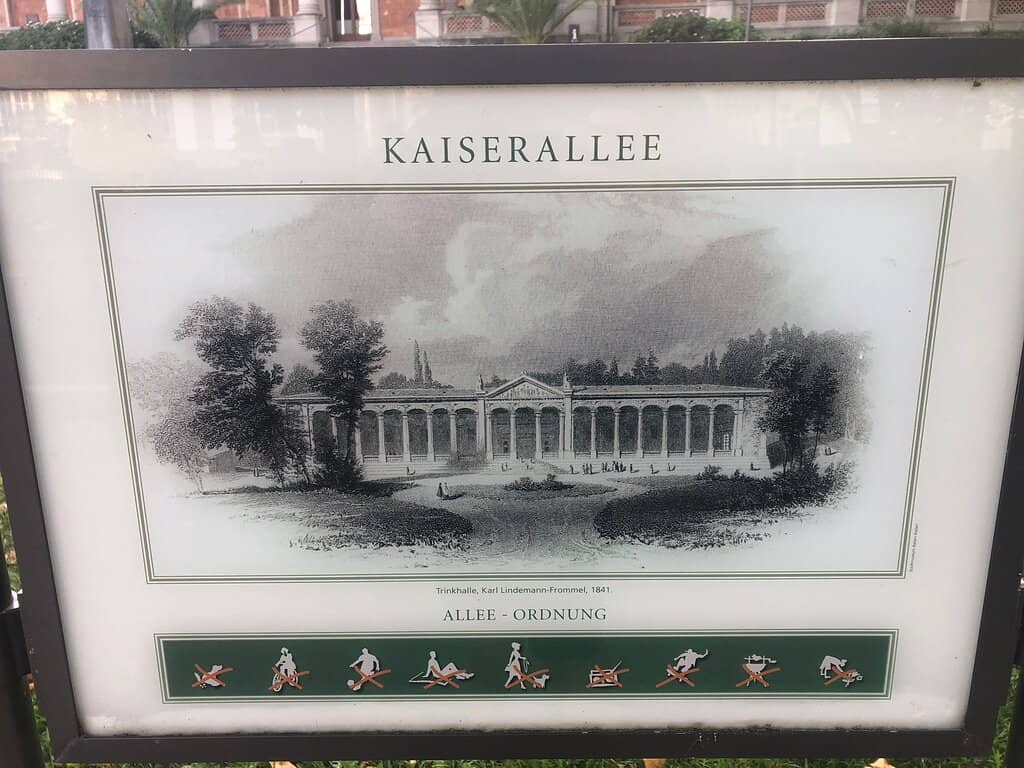 KAISERALLEE
Trinkhalle, Karl Lindemann-Frommel, 1841.
ALLEE - ORDNUNG